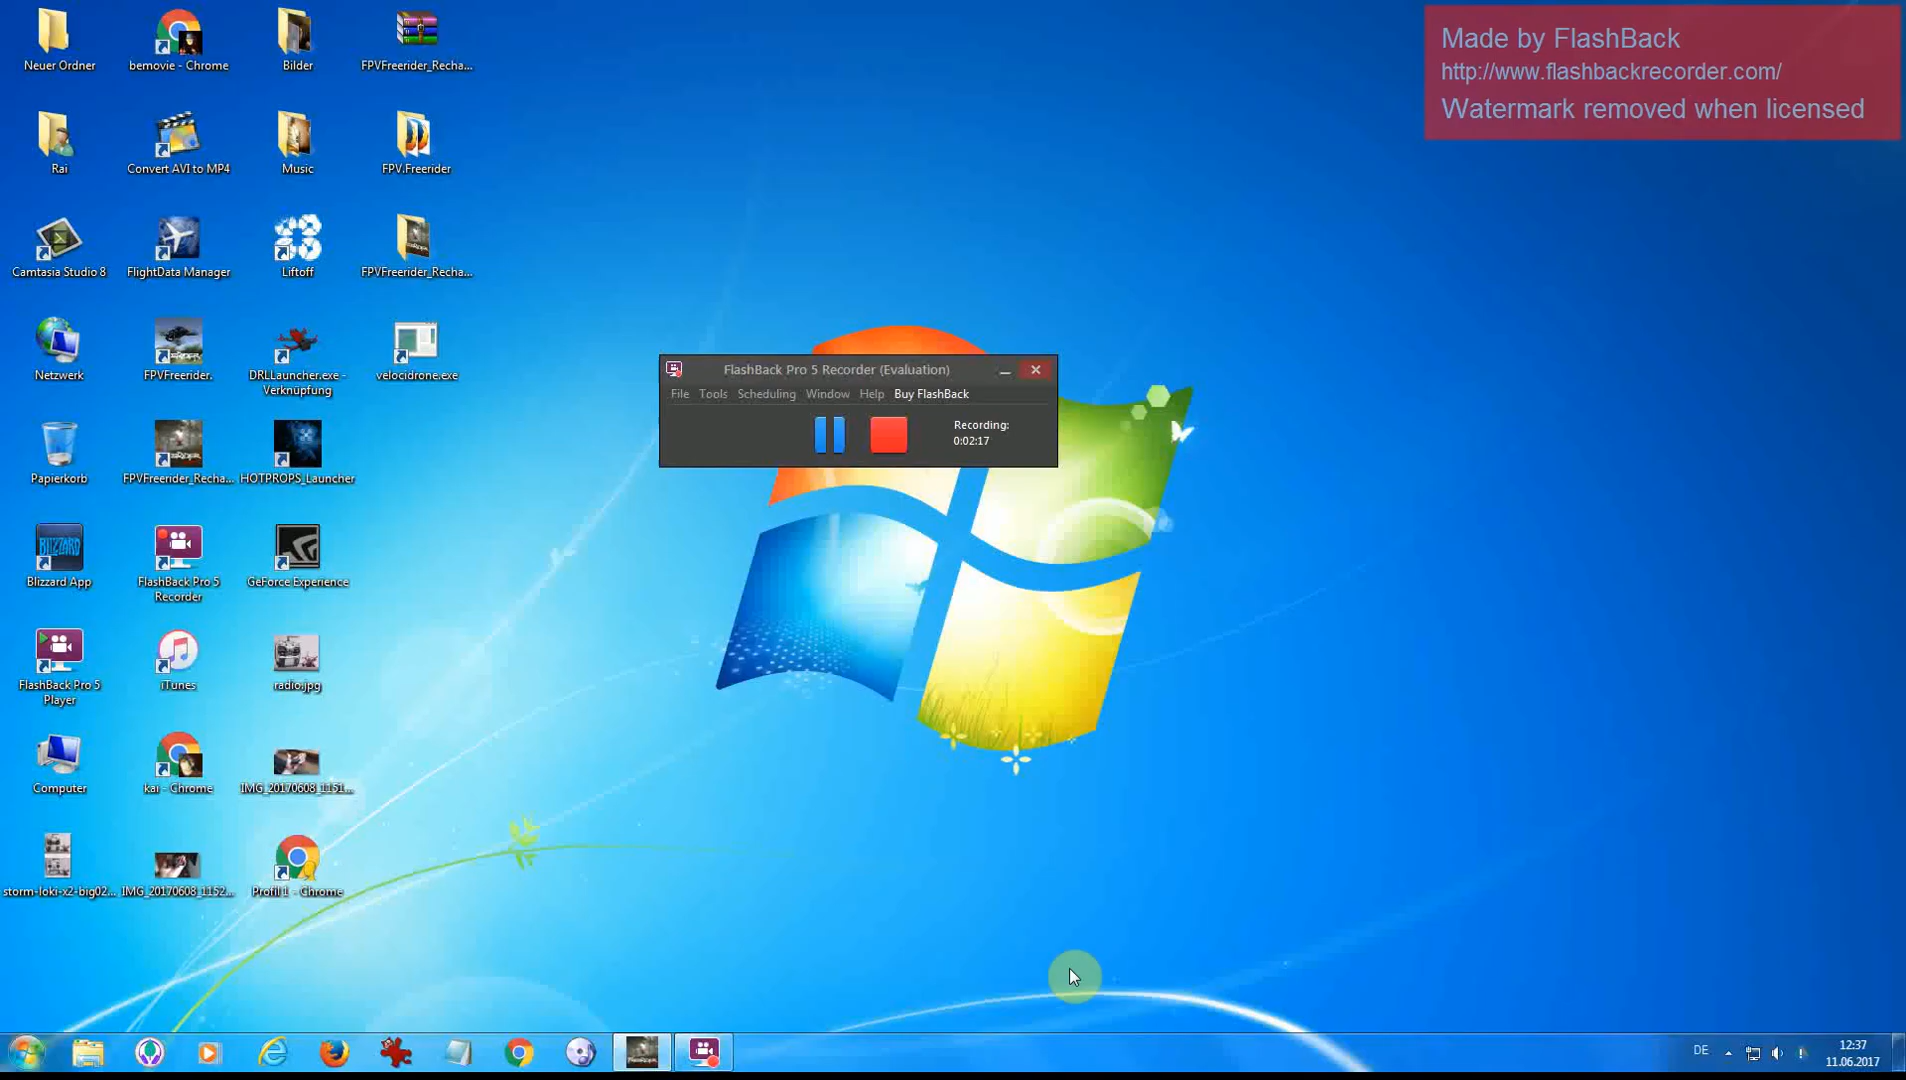 Neuer Ordner
bemovie - Chrome
Bilder
FPVFreerider_Recha...
Made by FlashBack
http://www.flashbackrecorder.com/
Watermark removed when licensed
Rai
Convert AVI to MP4
Music
FPV.Freerider
Camtasia Studio 8
FlightData Manager
Liftoff
FPVFreerider_Recha...
Netzwerk
FPVFreerider.
DRLLauncher.exe -
Verknüpfung
velocidrone.exe
FlashBack Pro 5 Recorder (Evaluation)
File Tools Scheduling Window Help Buy FlashBack
Recording:
0:02:17
Papierkorb
FPVFreerider_Recha...
HOTPROPS_Launcher
BLIZZARD
Blizzard App
FlashBack Pro 5
Recorder
GeForce Experience
FlashBack Pro 5
Player
iTunes
radio.jpg
Computer
kai - Chrome
IMG_20170608_1151...
storm-loki-x2-big02...
IMG_20170608_1152...
Profil 1 - Chrome
DE
12:37
11.06.2017